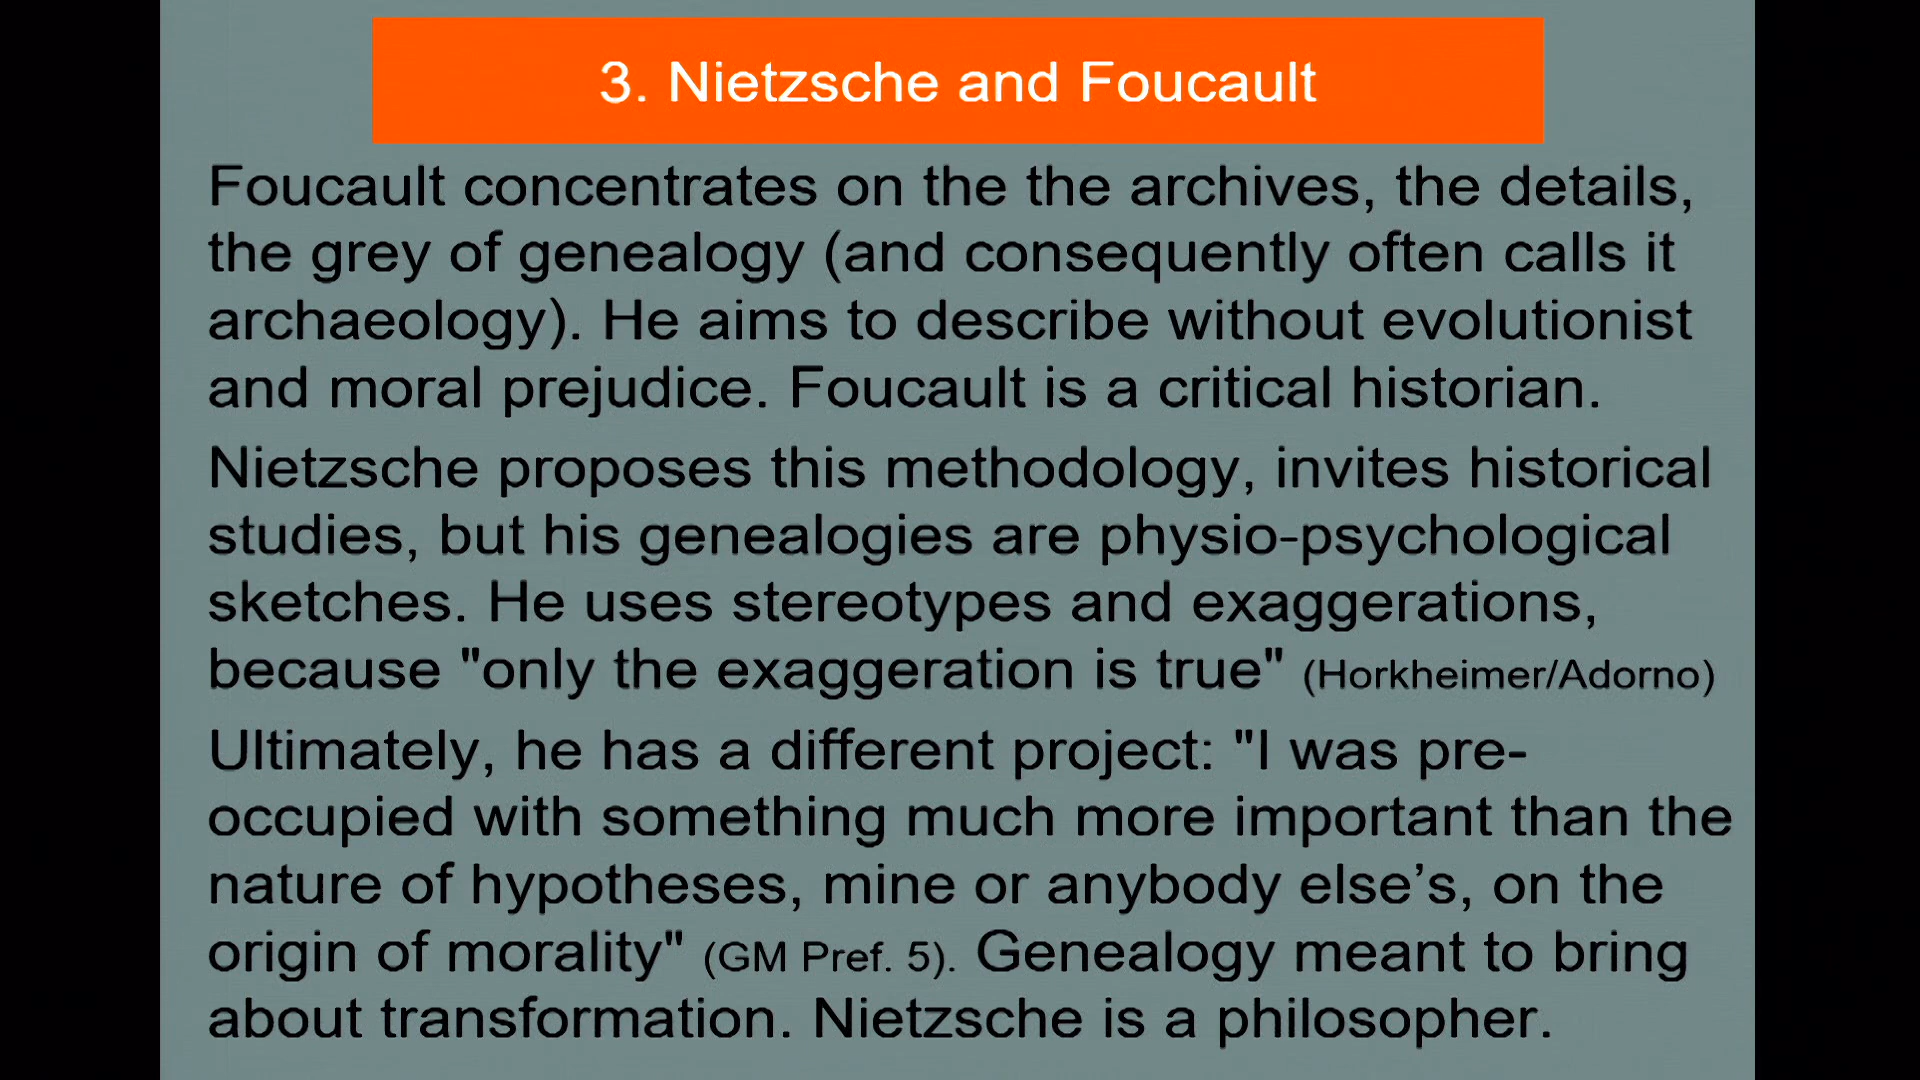 3. Nietzsche and Foucault
Foucault concentrates on the the archives, the details,
the grey of genealogy (and consequently often calls it
archaeology). He aims to describe without evolutionist
and moral prejudice. Foucault is a critical historian.
Nietzsche proposes this methodology, invites historical
studies, but his genealogies are physio-psychological
sketches. He uses stereotypes and exaggerations,
because "only the exaggeration is true" (Horkheimer/Adorno)
Ultimately, he has a different project: "I was pre-
occupied with something much more important than the
nature of hypotheses, mine or anybody else’s, on the
origin of morality" (GM Pref. 5). Genealogy meant to bring
about transformation. Nietzsche is a philosopher.